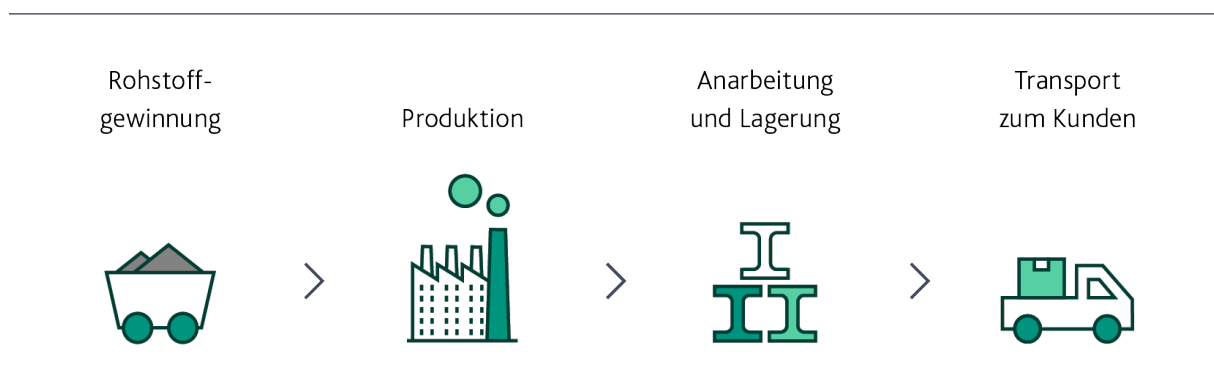 Rohstoff-
gewinnung
Produktion
Anarbeitung
und Lagerung
Transport
zum Kunden